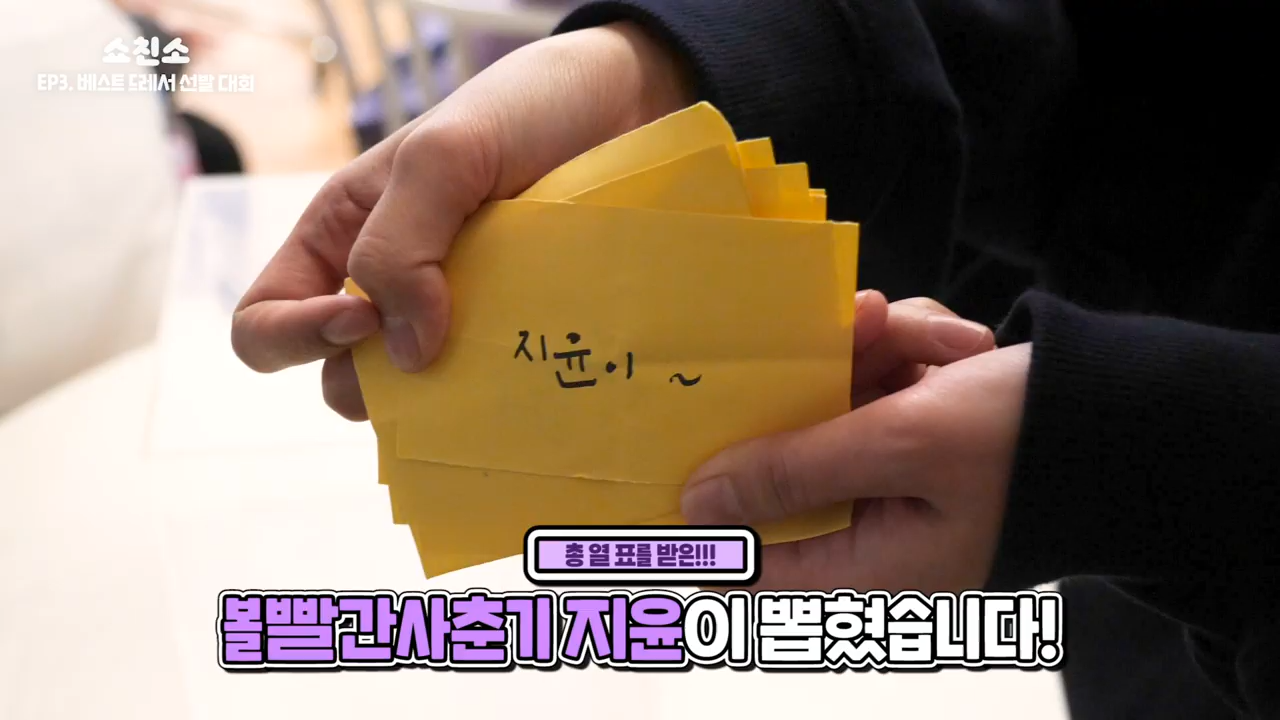 쇼친소
EP3. 베스트 드레서 선발 대회
지윤이 ~
총 열 표를 받은!!!
볼빨간사춘기 지윤이 뽑혔습니다!